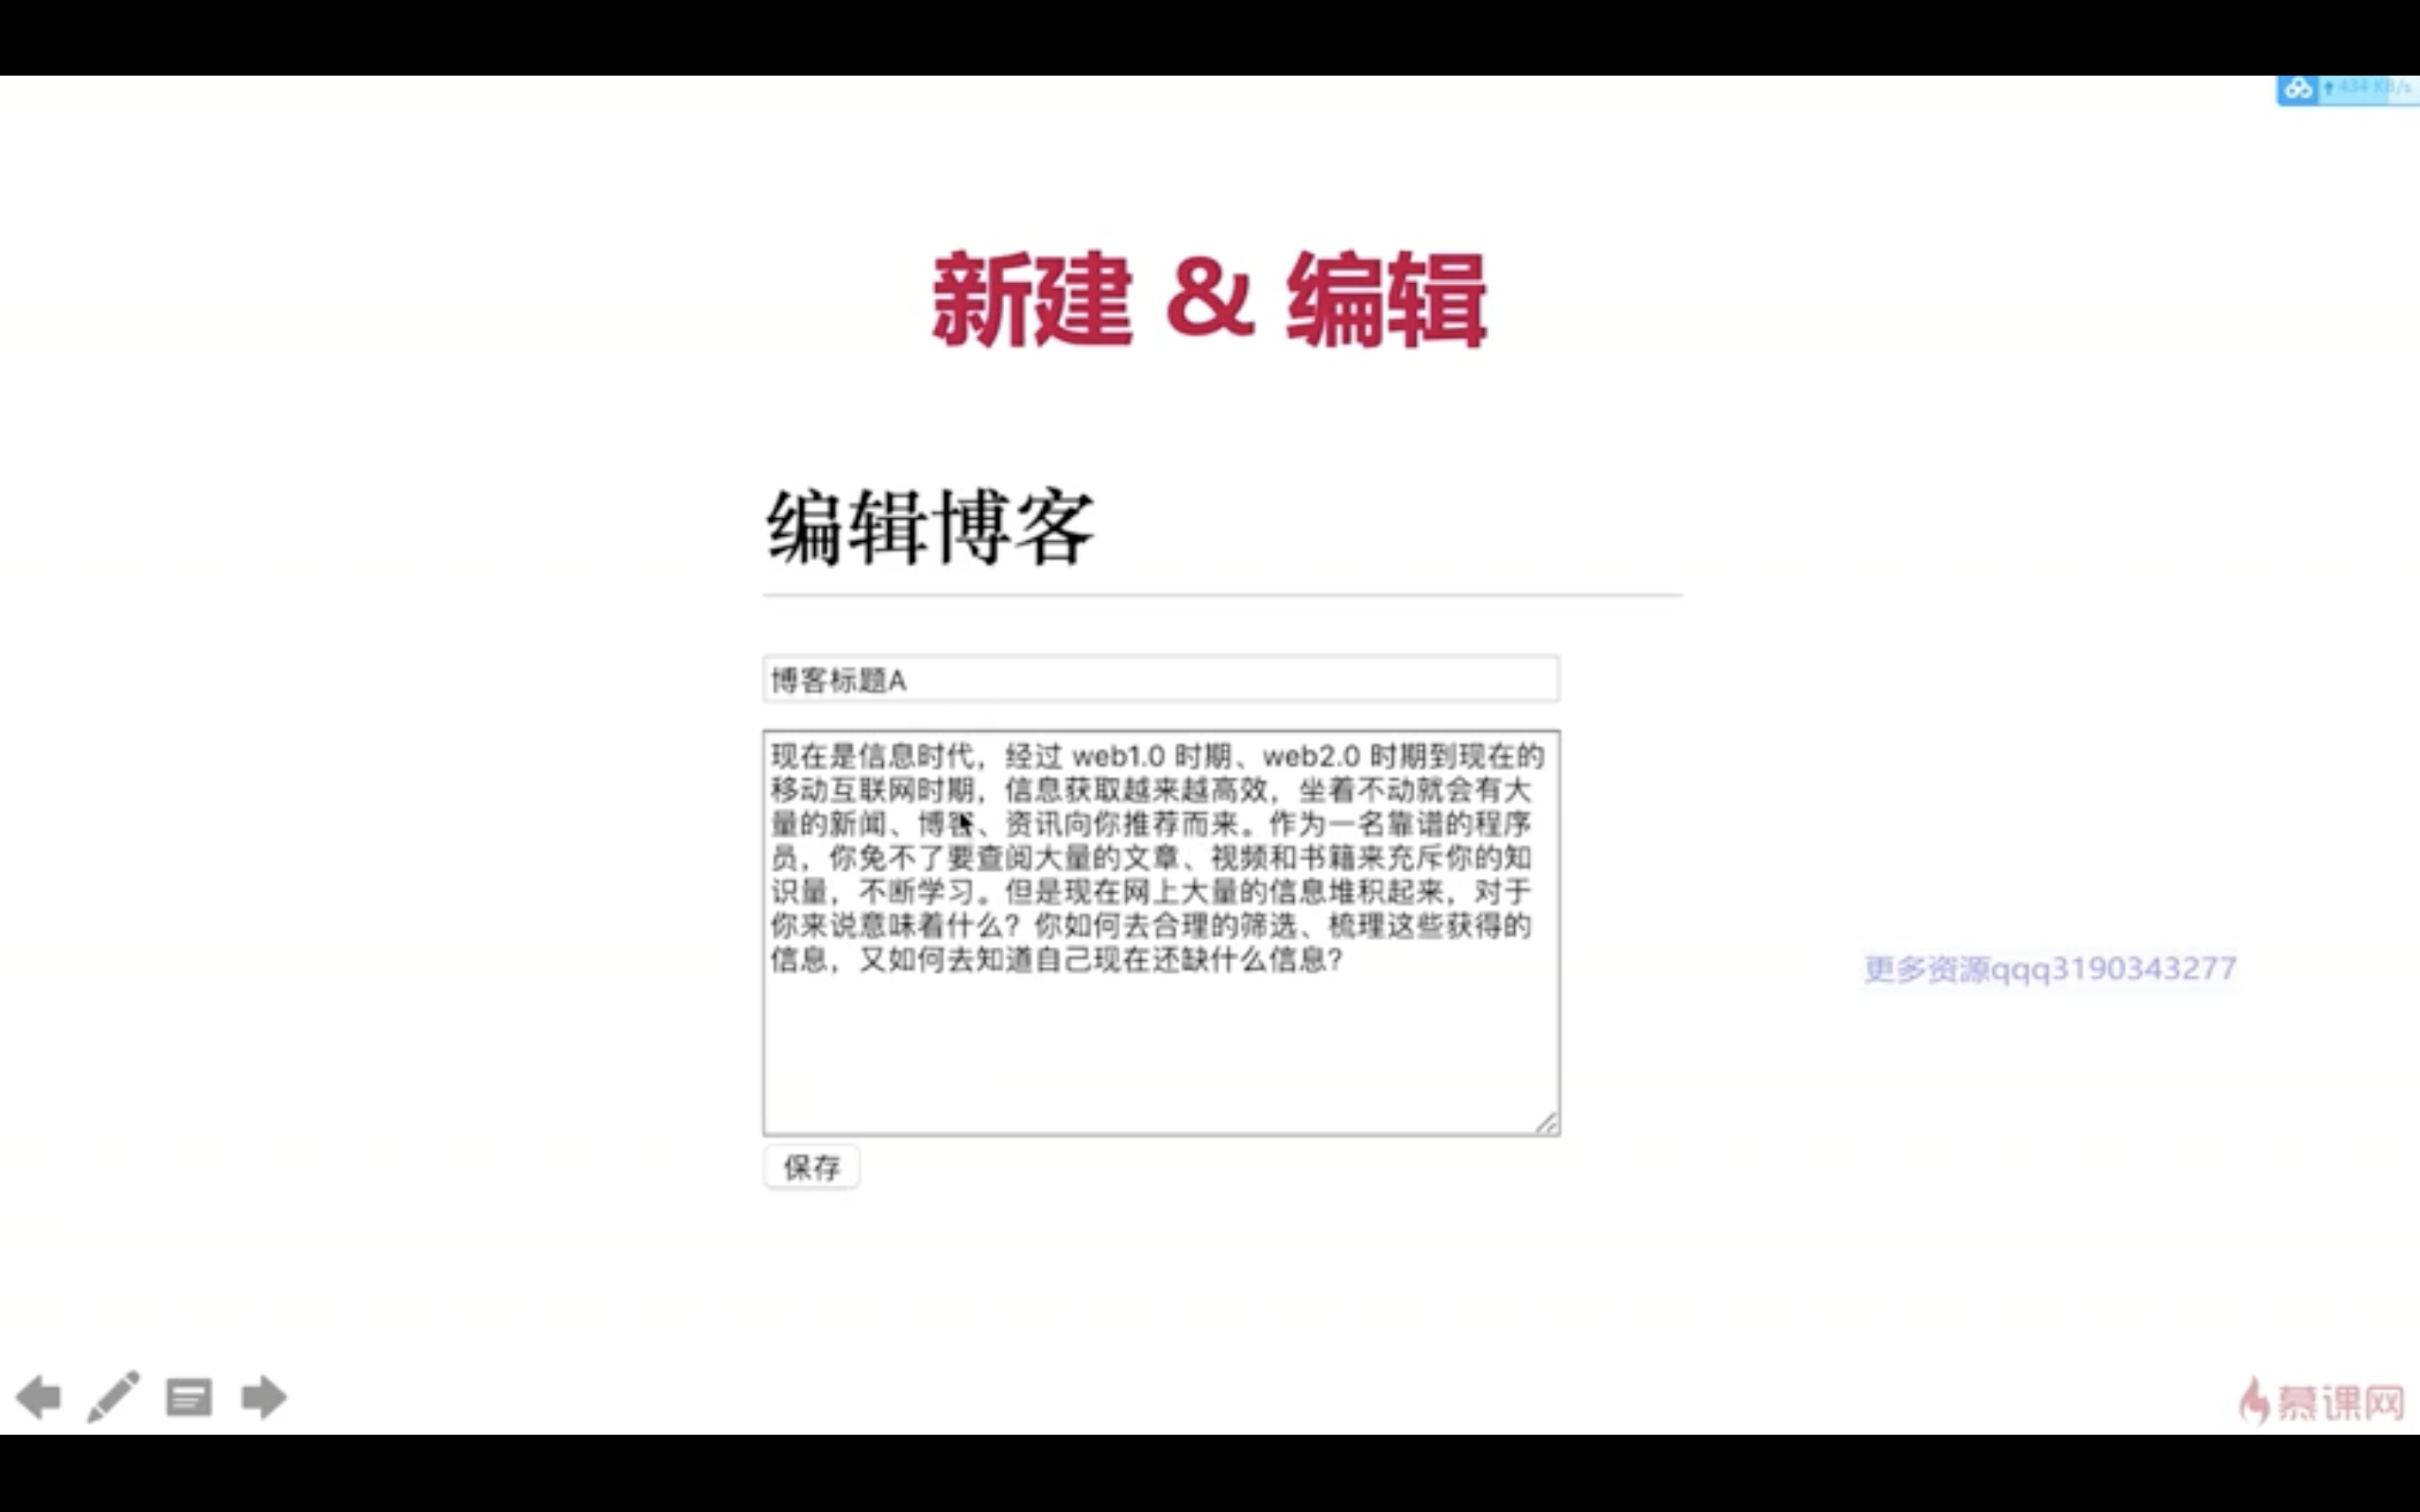 434 KB/s
新建 & 编辑
编辑博客
博客标题A
现在是信息时代，经过 web1.0 时期、web2.0 时期到现在的
移动互联网时期，信息获取越来越高效，坐着不动就会有大
量的新闻、博客、资讯向你推荐而来。作为一名靠谱的程序
员，你免不了要查阅大量的文章、视频和书籍来充斥你的知
识量，不断学习。但是现在网上大量的信息堆积起来，对于
你来说意味着什么？你如何去合理的筛选、梳理这些获得的
信息，又如何去知道自己现在还缺什么信息？
更多资源qqq3190343277
保存
慕课网